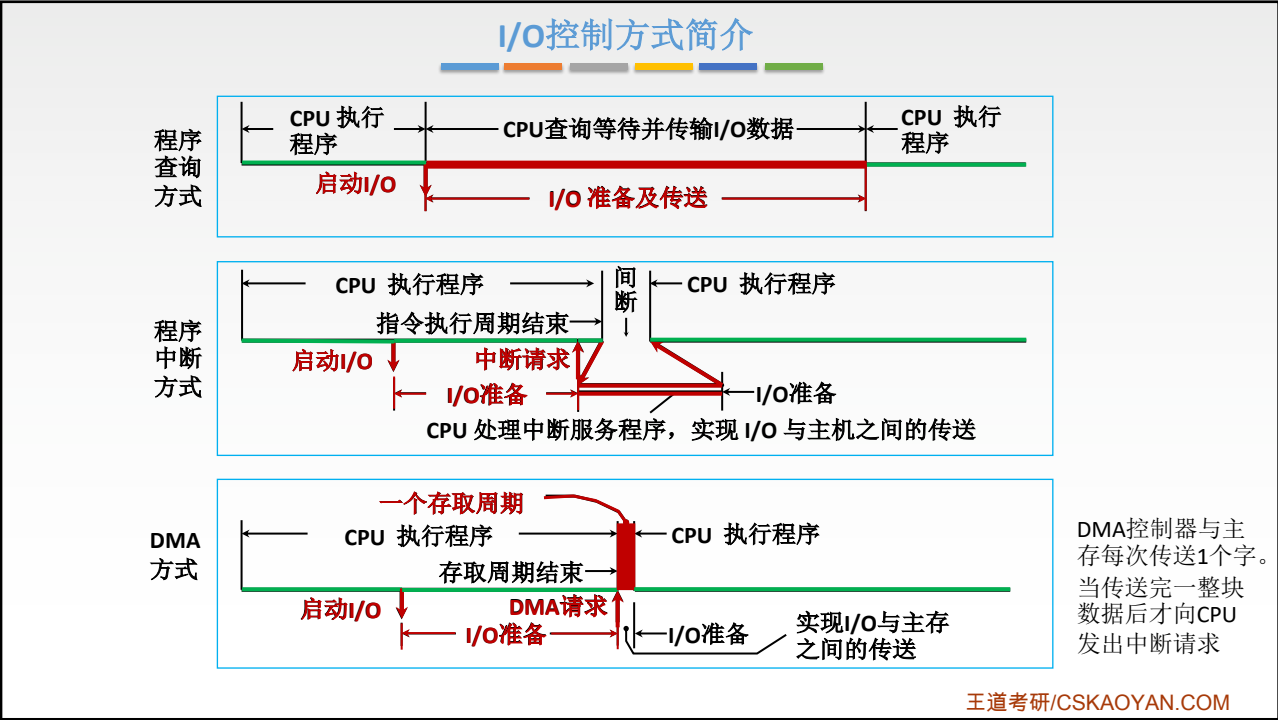 I/O控制方式简介
程序
查询
方式
CPU 执行
程序
CPU查询等待并传输I/O数据
CPU 执行
程序
启动I/O
I/O 准备及传送
程序
中断
方式
CPU 执行程序
间
断
CPU 执行程序
指令执行周期结束
启动I/O
中断请求
I/O准备
I/O准备
CPU 处理中断服务程序，实现 I/O 与主机之间的传送
DMA
方式
一个存取周期
CPU 执行程序
CPU 执行程序
存取周期结束
启动I/O
DMA请求
I/O准备
I/O准备
实现I/O与主存
之间的传送
DMA控制器与主
存每次传送1个字。
当传送完一整块
数据后才向CPU
发出中断请求
王道考研/CSKAOYAN.COM